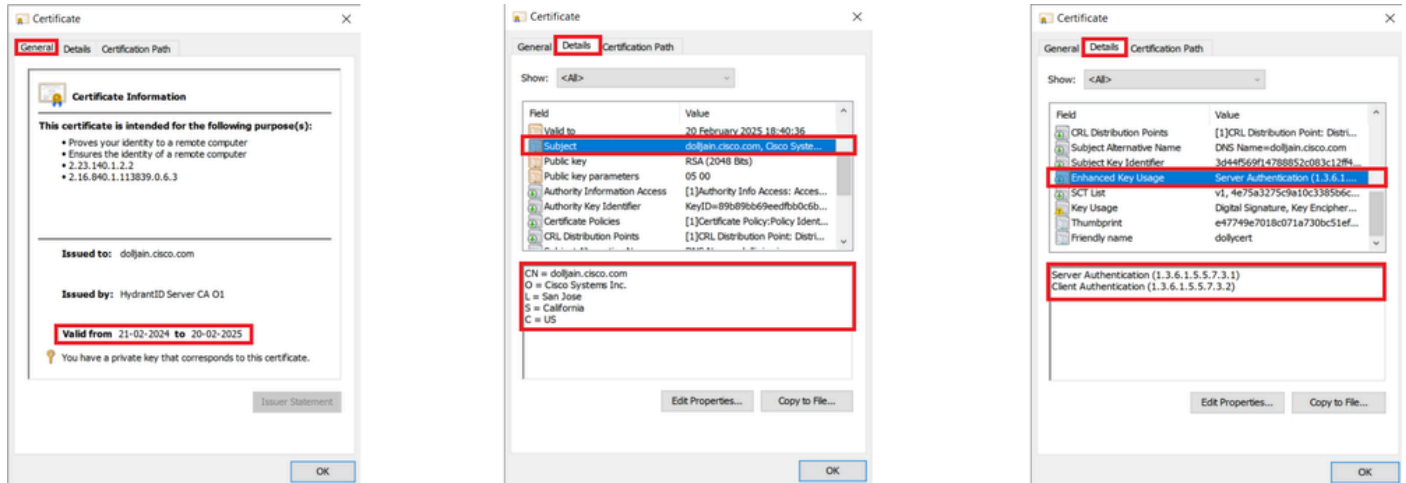 Certificate
General Details Certification Path
Certificate Information
This certificate is intended for the following purpose(s):
• Proves your identity to a remote computer
• Ensures the identity of a remote computer
• 2.23.140.1.2.2
• 2.16.840.1.113839.0.6.3
Issued to: dolljain.cisco.com
Issued by: HydrantID Server CA O1
Valid from 21-02-2024 to 20-02-2025
You have a private key that corresponds to this certificate.
Issuer Statement
OK
Certificate
General Details Certification Path
Show: <All>
Field Value
Valid to 20 February 2025 18:40:36
Subject dolljain.cisco.com, Cisco Syste...
Public key RSA (2048 Bits)
Public key parameters 05 00
Authority Information Access [1]Authority Info Access: Acces...
Authority Key Identifier KeyID=89b89bb69eedfbb0c6b...
Certificate Policies [1]Certificate Policy:Policy Ident...
CRL Distribution Points [1]CRL Distribution Point: Distri...
CN = dolljain.cisco.com
O = Cisco Systems Inc.
L = San Jose
S = California
C = US
Edit Properties... Copy to File...
OK
Certificate
General Details Certification Path
Show: <All>
Field Value
CRL Distribution Points [1]CRL Distribution Point: Distri...
Subject Alternative Name DNS Name=dolljain.cisco.com
Subject Key Identifier 3d44f569f14788852c083c12ff4...
Enhanced Key Usage Server Authentication (1.3.6.1....
SCT List v1, 4e75a3275c9a10c3385b6c...
Key Usage Digital Signature, Key Encipher...
Thumbprint e47749e7018c071a730bc51ef...
Friendly name dollycert
Server Authentication (1.3.6.1.5.5.7.3.1)
Client Authentication (1.3.6.1.5.5.7.3.2)
Edit Properties... Copy to File...
OK